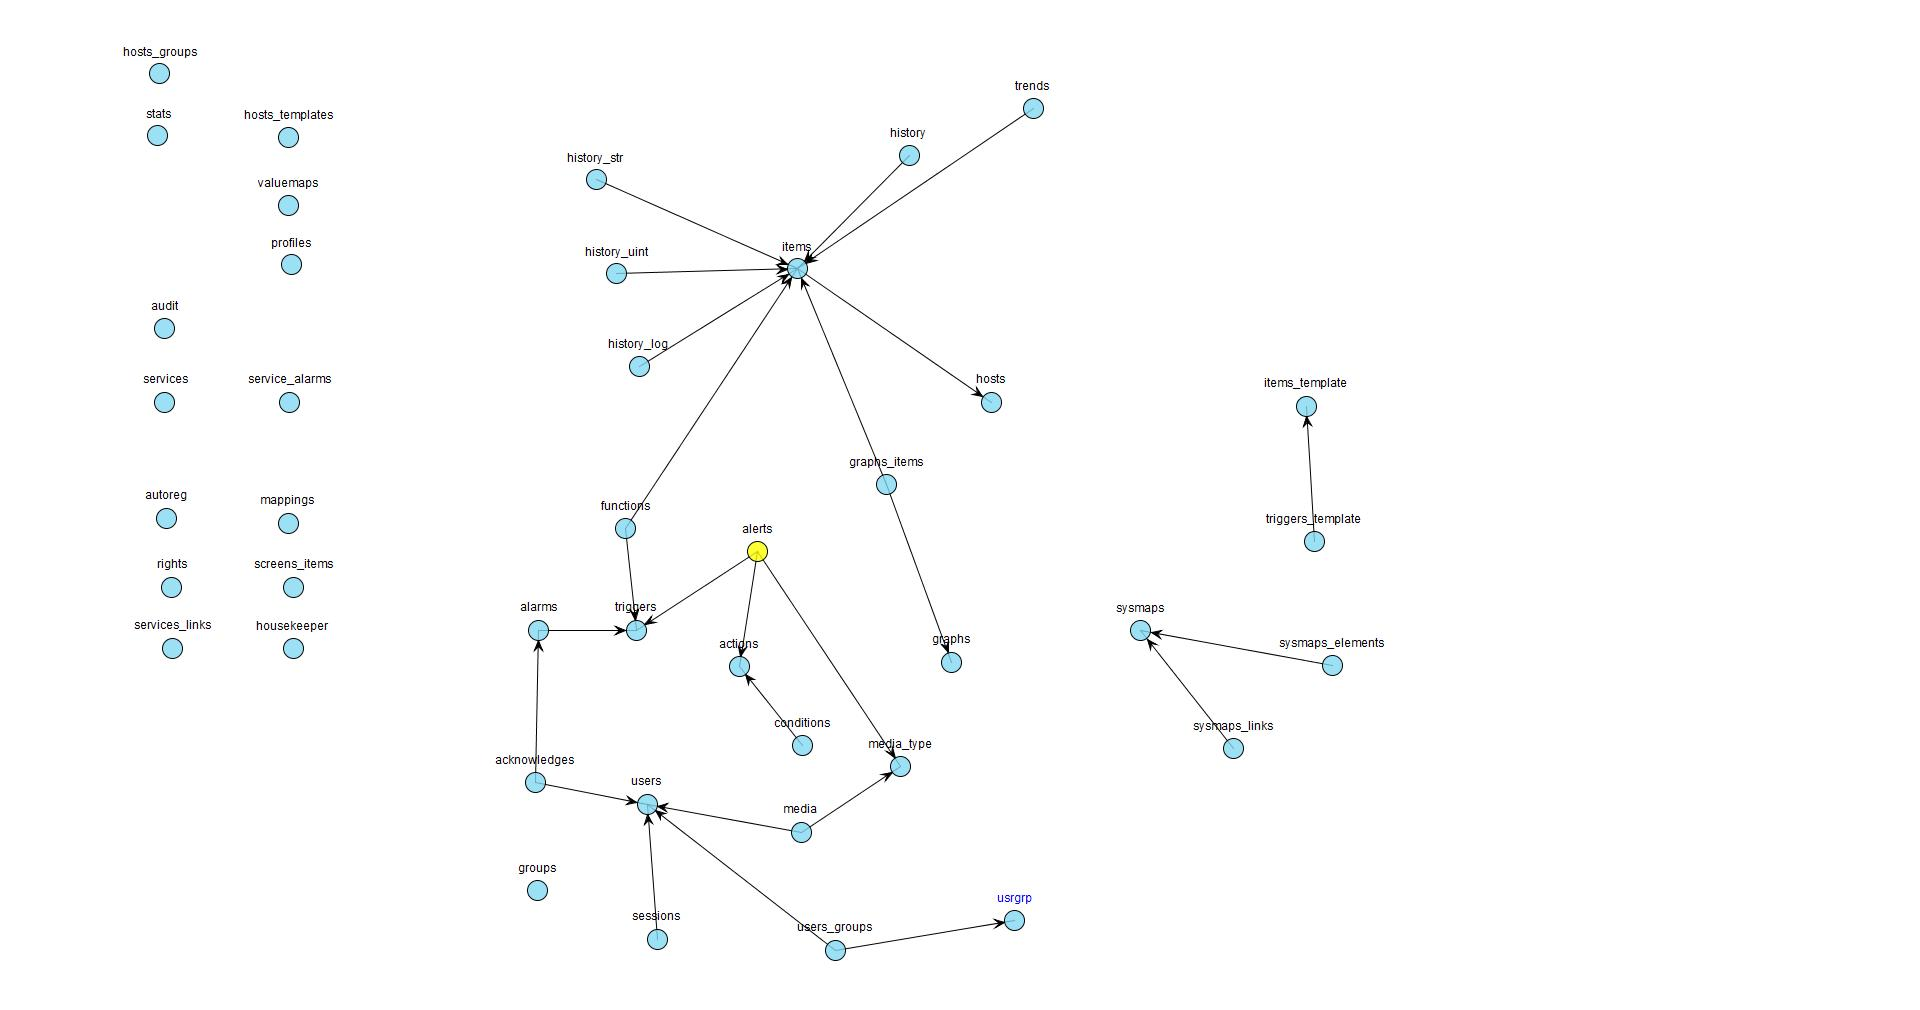 hosts_groups
stats
hosts_templates
valuemaps
profiles
audit
services
service_alarms
autoreg
mappings
rights
screens_items
services_links
housekeeper
trends
history
history_str
items
history_uint
history_log
hosts
graphs_items
functions
alerts
alarms
triggers
actions
graphs
conditions
media_type
acknowledges
users
media
groups
sessions
users_groups
usrgrp
items_template
triggers_template
sysmaps
sysmaps_elements
sysmaps_links